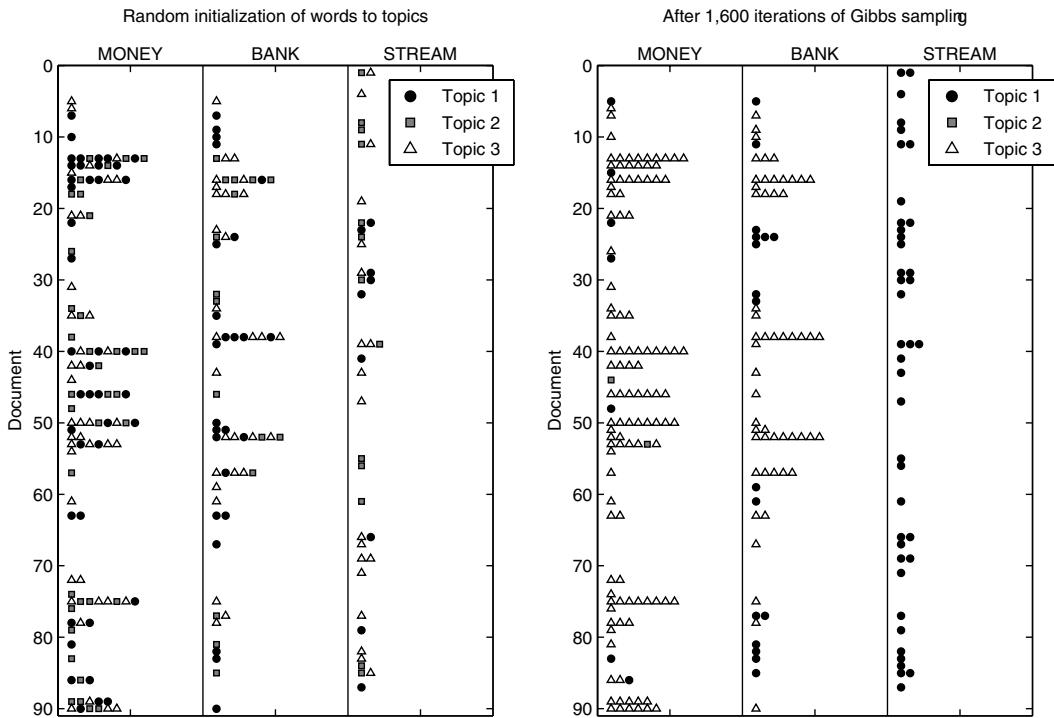 Random initialization of words to topics
MONEY BANK STREAM
Document
0
10
20
30
40
50
60
70
80
90
Topic 1
Topic 2
Topic 3
After 1,600 iterations of Gibbs sampling
MONEY BANK STREAM
Document
0
10
20
30
40
50
60
70
80
90
Topic 1
Topic 2
Topic 3